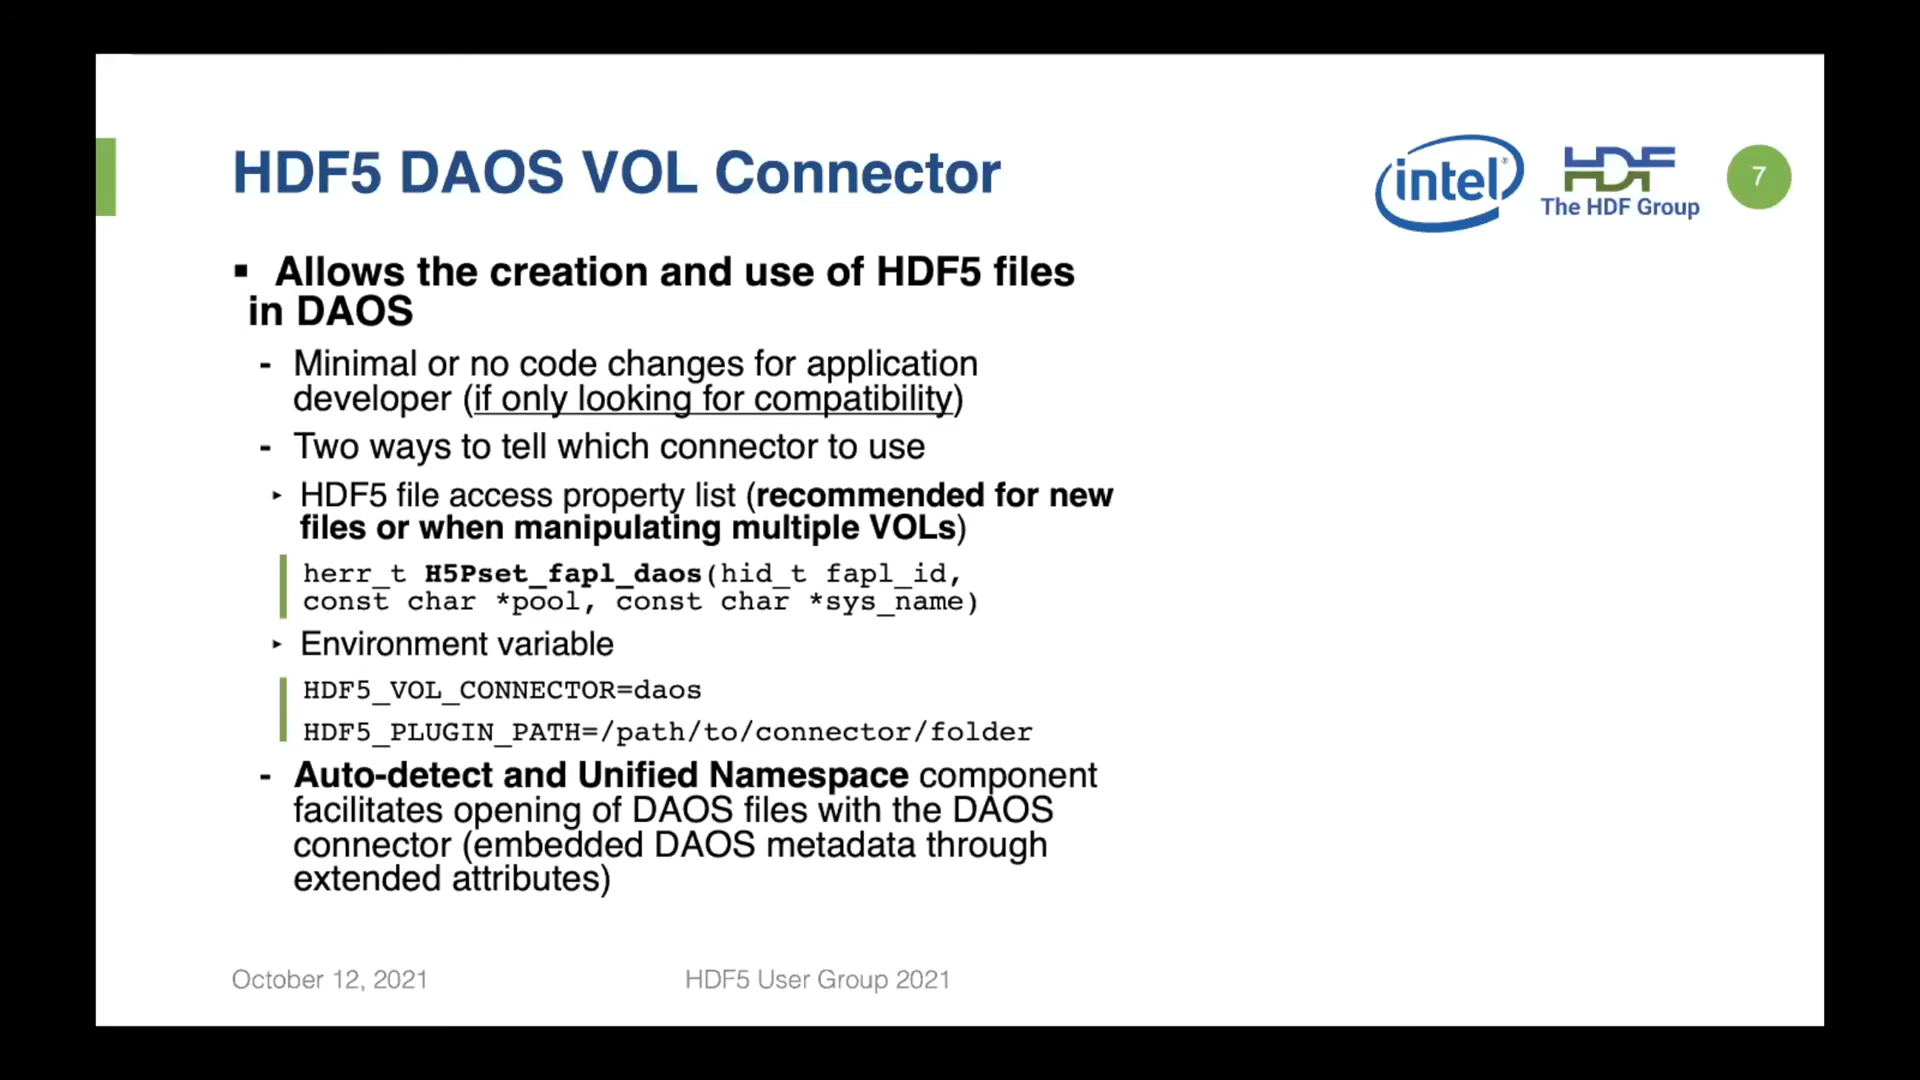 HDF5 DAOS VOL Connector
intel®
HDF
The HDF Group
7
▪ Allows the creation and use of HDF5 files
in DAOS
- Minimal or no code changes for application
developer (if only looking for compatibility)
- Two ways to tell which connector to use
‣ HDF5 file access property list (recommended for new
files or when manipulating multiple VOLs)
herr_t H5Pset_fapl_daos(hid_t fapl_id,
const char *pool, const char *sys_name)
‣ Environment variable
HDF5_VOL_CONNECTOR=daos
HDF5_PLUGIN_PATH=/path/to/connector/folder
- Auto-detect and Unified Namespace component
facilitates opening of DAOS files with the DAOS
connector (embedded DAOS metadata through
extended attributes)
October 12, 2021
HDF5 User Group 2021